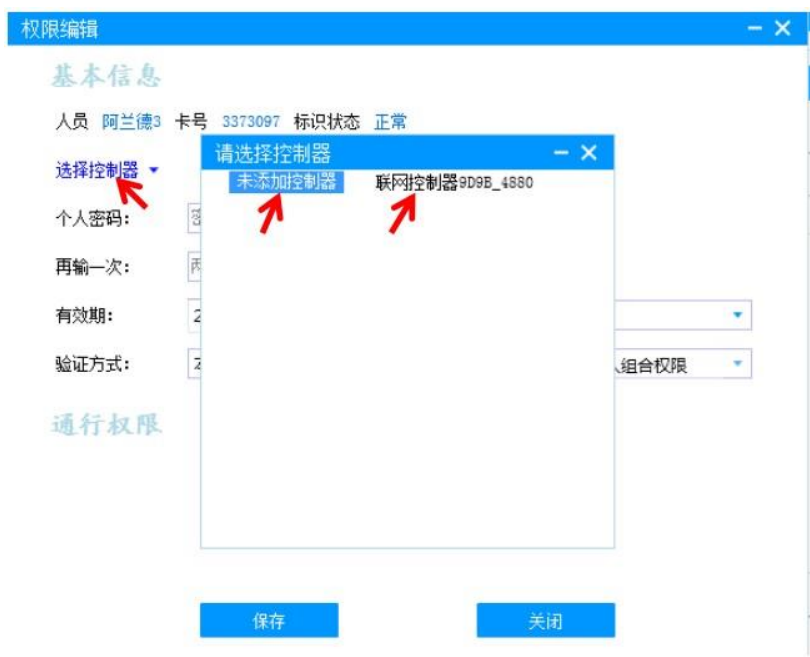 权限编辑
基本信息
人员 阿兰德3 卡号 3373097 标识状态 正常
请选择控制器
选择控制器
未添加控制器 联网控制器9D9B_4880
个人密码:
再输一次:
有效期: 2
验证方式: 2
组合权限
通行权限
保存 关闭